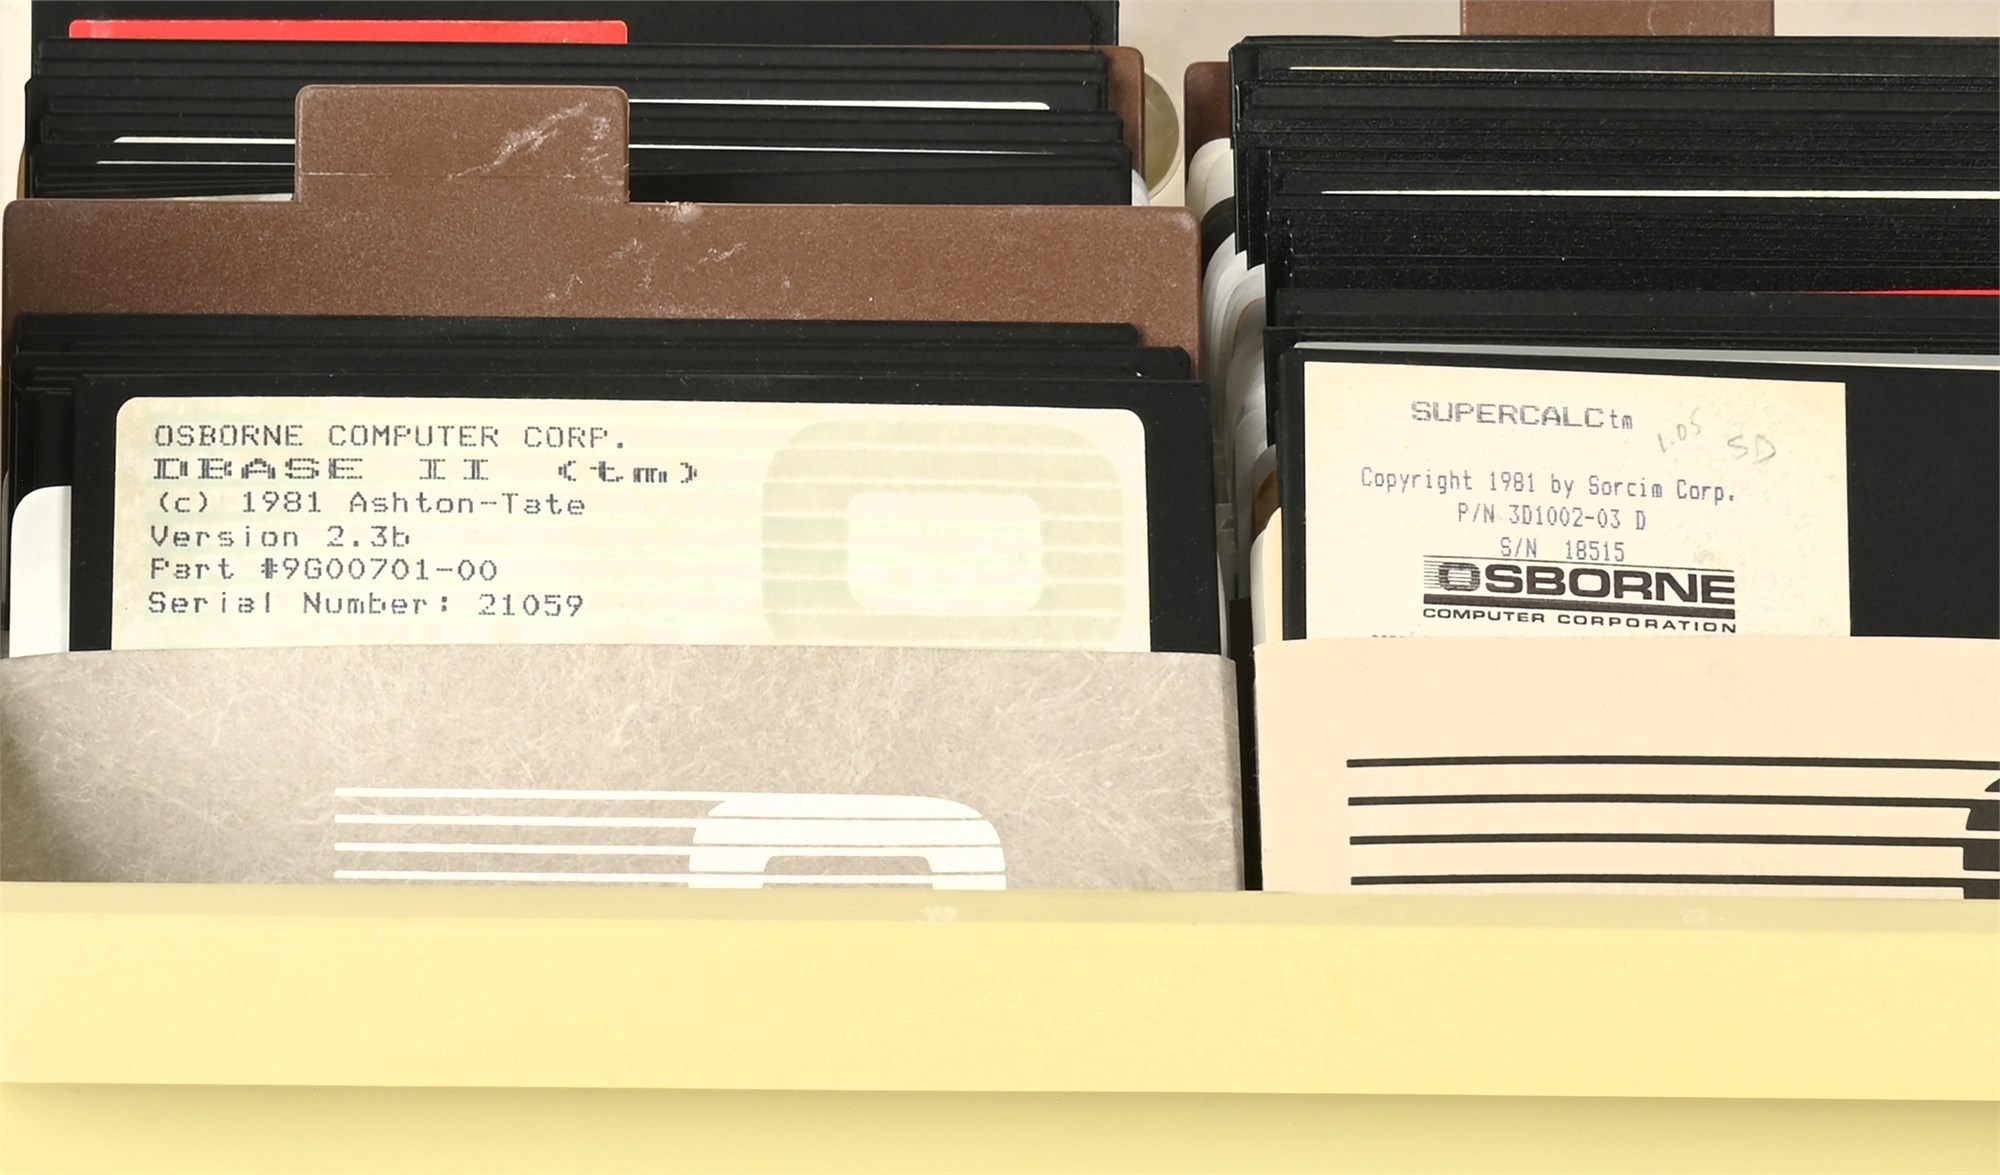 OSBORNE COMPUTER CORP.
DBASE II (tm)
(c) 1981 Ashton-Tate
Version 2.3b
Part #9G00701-00
Serial Number: 21059
SUPERCALCtm
1.05 SD
Copyright 1981 by Sorcim Corp.
P/N 3D1002-03 D
S/N 18515
OSBORNE
COMPUTER CORPORATION